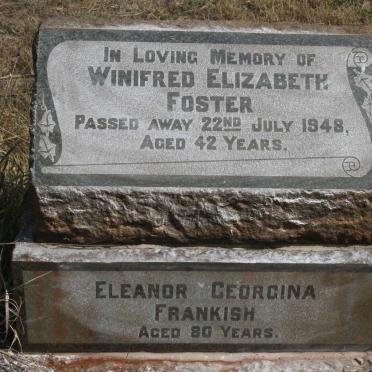 In Loving Memory of
Winifred Elizabeth
Foster
Passed away 22nd July 1948,
Aged 42 Years.
Eleanor Georgina
Frankish
Aged 80 Years.